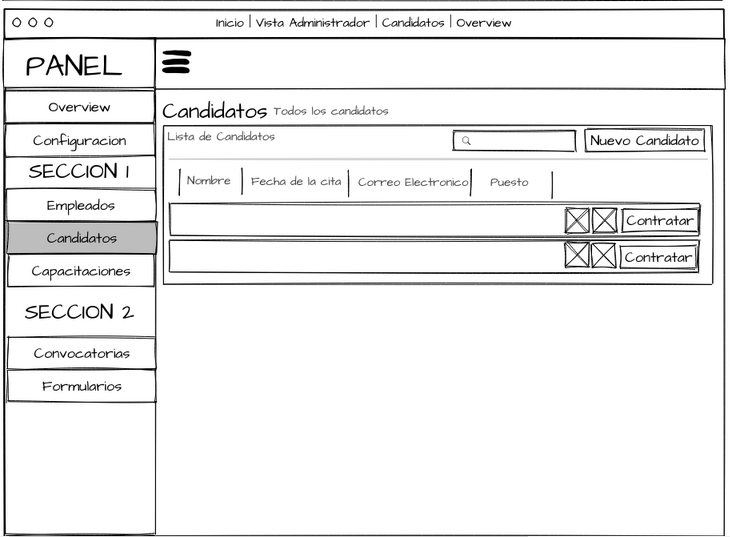 Inicio | Vista Administrador | Candidatos | Overview
PANEL
Overview
Configuracion
SECCION 1
Empleados
Candidatos
Capacitaciones
SECCION 2
Convocatorias
Formularios
Candidatos Todos los candidatos
Lista de Candidatos
Nuevo Candidato
Nombre | Fecha de la cita | Correo Electronico | Puesto
Contratar
Contratar